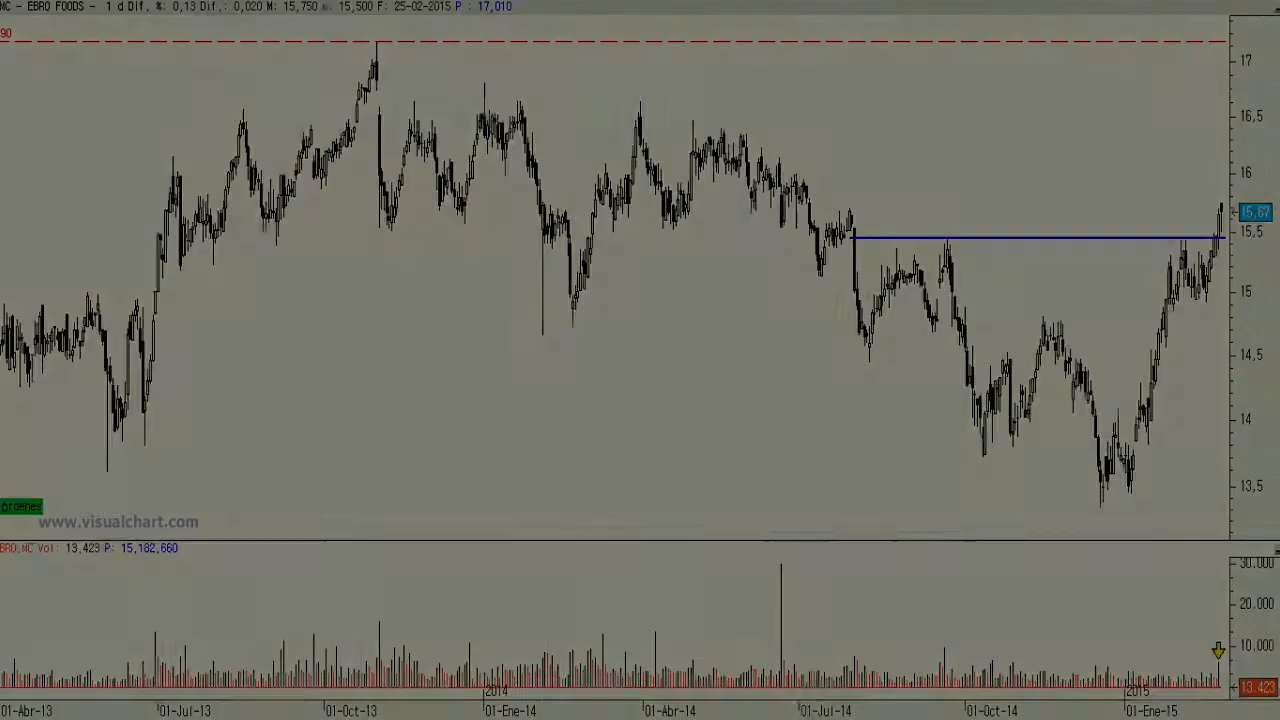 MC - EBRO FOODS - 1 d Dif. %: 0,13 Dif.: 0,020 M: 15,750 m: 15,500 F: 25-02-2015 P : 17,010
90
17
16,5
16
15,67
15,5
15
14,5
14
13,5
Órdenes
www.visualchart.com
BRO.MC Vol: 13,423 P: 15,182,660
30.000
20.000
10.000
13.423
2014
2015
01-Abr-13
01-Jul-13
01-Oct-13
01-Ene-14
01-Abr-14
01-Jul-14
01-Oct-14
01-Ene-15